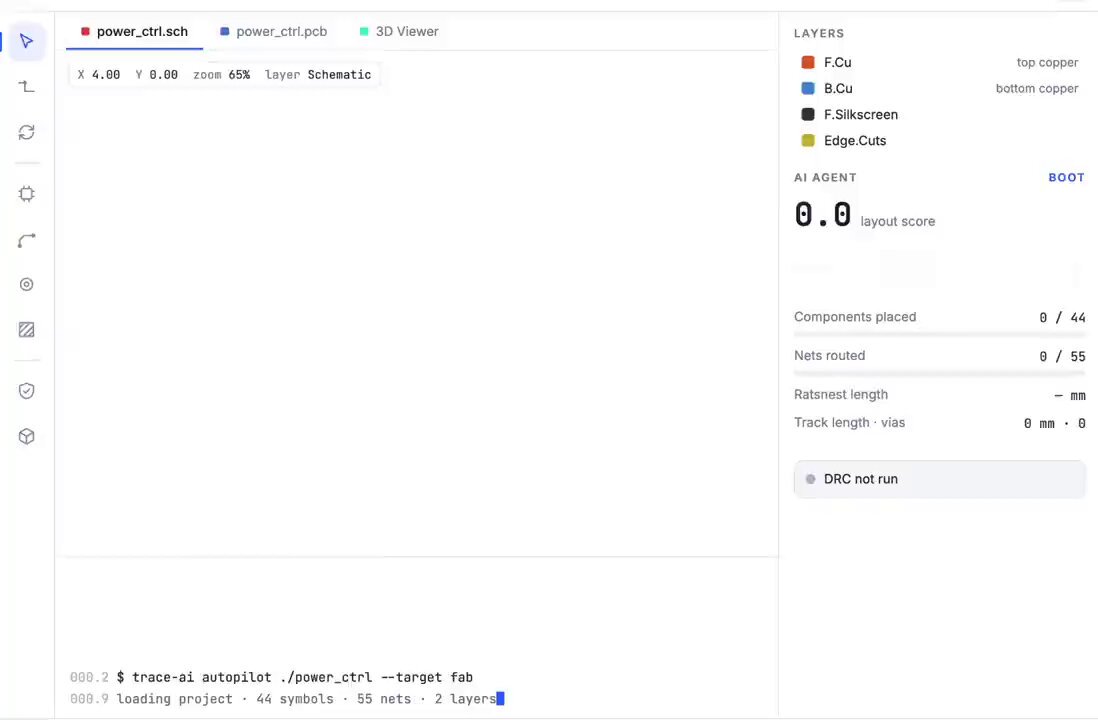 power_ctrl.sch power_ctrl.pcb 3D Viewer
X 4.00 Y 0.00 zoom 65% layer Schematic
LAYERS
F.Cu top copper
B.Cu bottom copper
F.Silkscreen
Edge.Cuts
AI AGENT BOOT
0.0 layout score
Components placed 0 / 44
Nets routed 0 / 55
Ratsnest length — mm
Track length · vias 0 mm · 0
DRC not run
000.2 $ trace-ai autopilot ./power_ctrl --target fab
000.9 loading project · 44 symbols · 55 nets · 2 layers